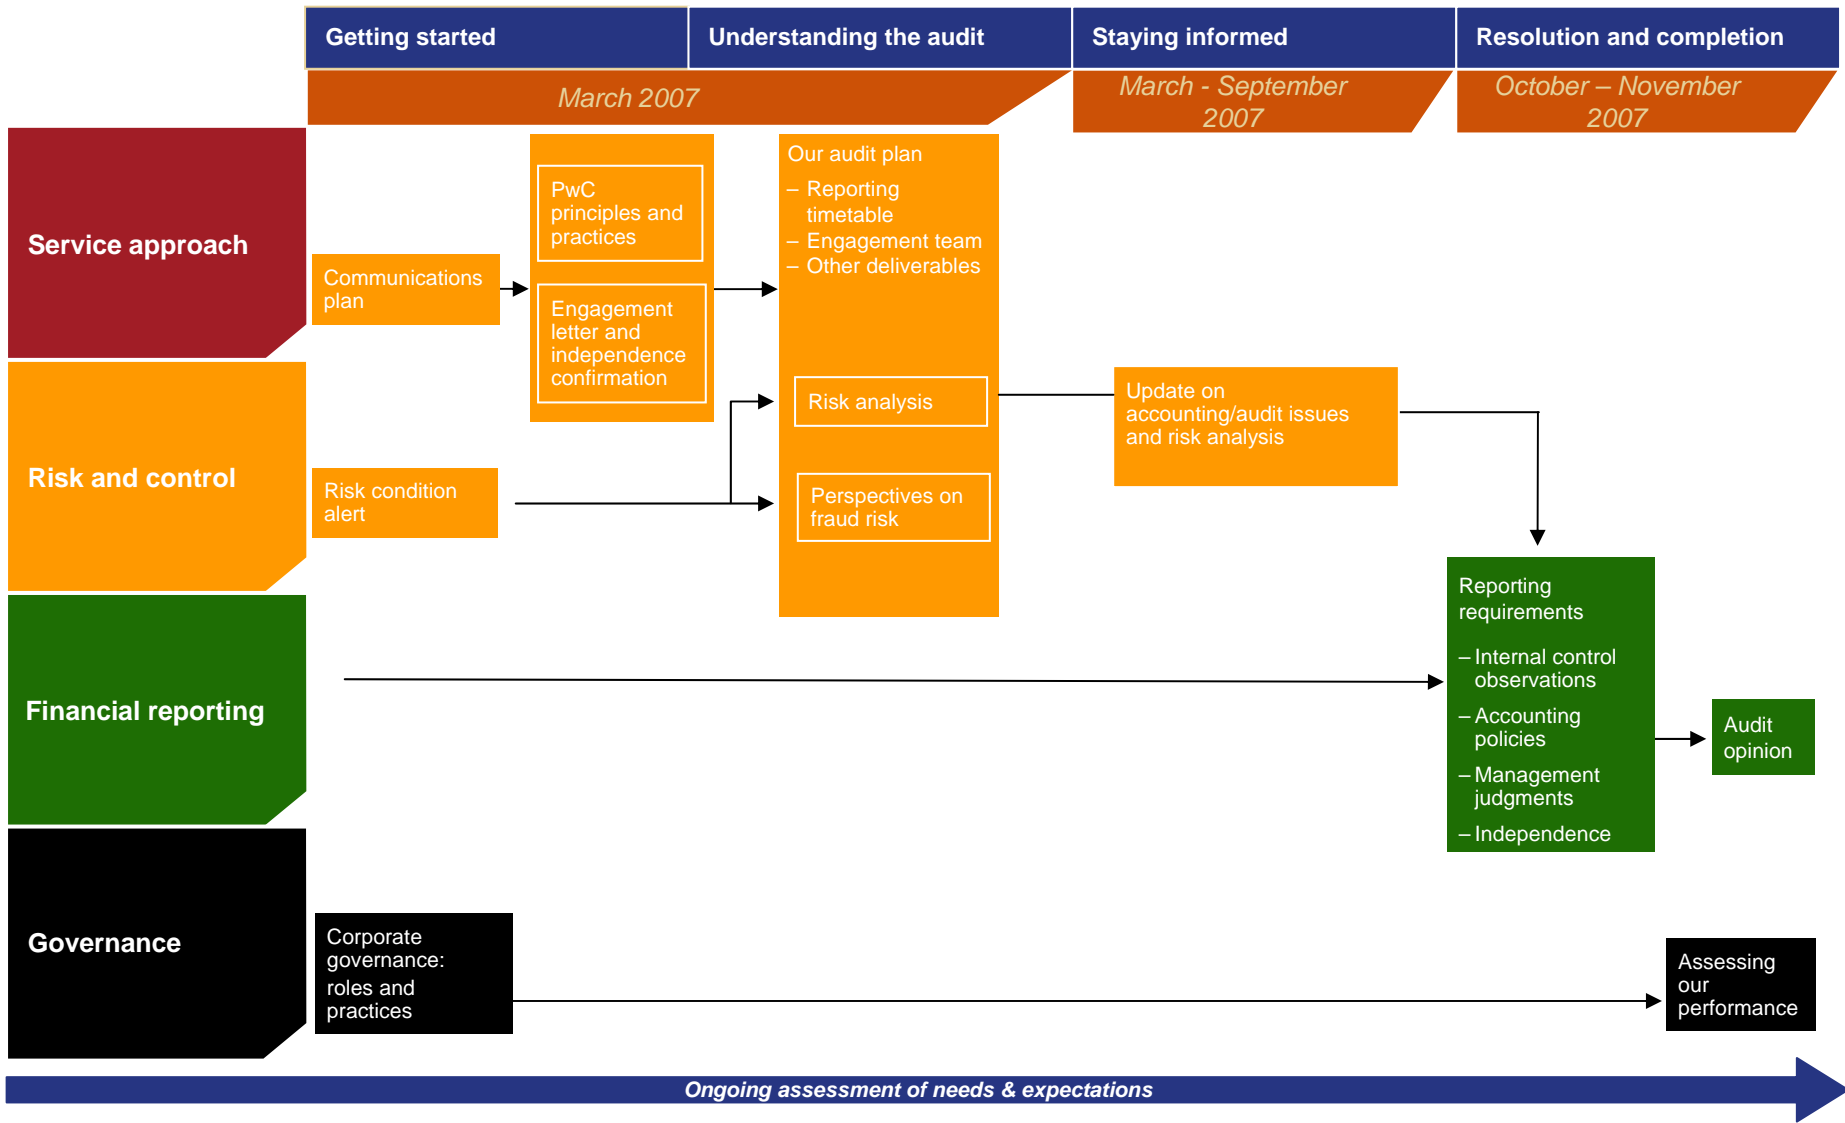 Getting started
Understanding the audit
Staying informed
Resolution and completion
March 2007
March - September
2007
October – November
2007
Service approach
Communications
plan
PwC
principles and
practices
Engagement
letter and
independence
confirmation
Our audit plan
– Reporting
timetable
– Engagement team
– Other deliverables
Risk analysis
Perspectives on
fraud risk
Risk and control
Risk condition
alert
Update on
accounting/audit issues
and risk analysis
Financial reporting
Reporting
requirements
– Internal control
observations
– Accounting
policies
– Management
judgments
– Independence
Audit
opinion
Governance
Corporate
governance:
roles and
practices
Assessing
our
performance
Ongoing assessment of needs & expectations